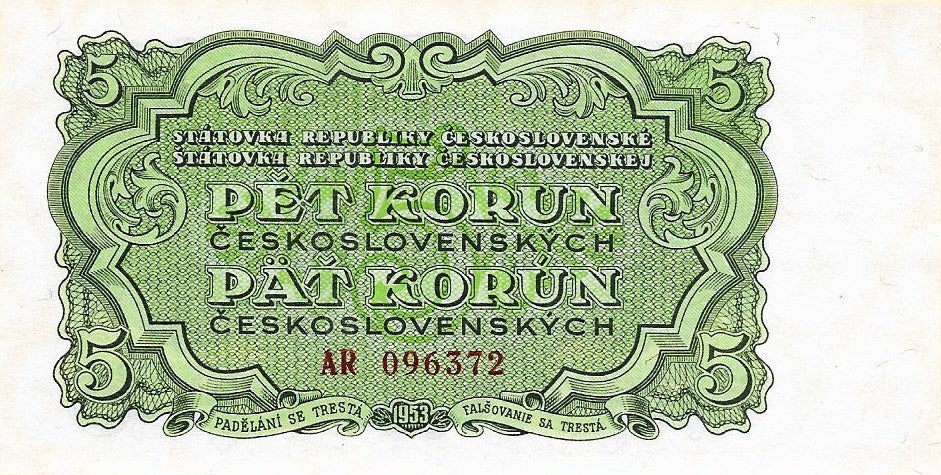 5 5
STÁTOVKA REPUBLIKY ČESKOSLOVENSKÉ
ŠTÁTOVKA REPUBLIKY ČESKOSLOVENSKEJ
PĚT KORUN
ČESKOSLOVENSKÝCH
PÄŤ KORÚN
ČESKOSLOVENSKÝCH
AR 096372
5 5
PADĚLÁNÍ SE TRESTÁ 1953 FALŠOVANIE SA TRESTÁ